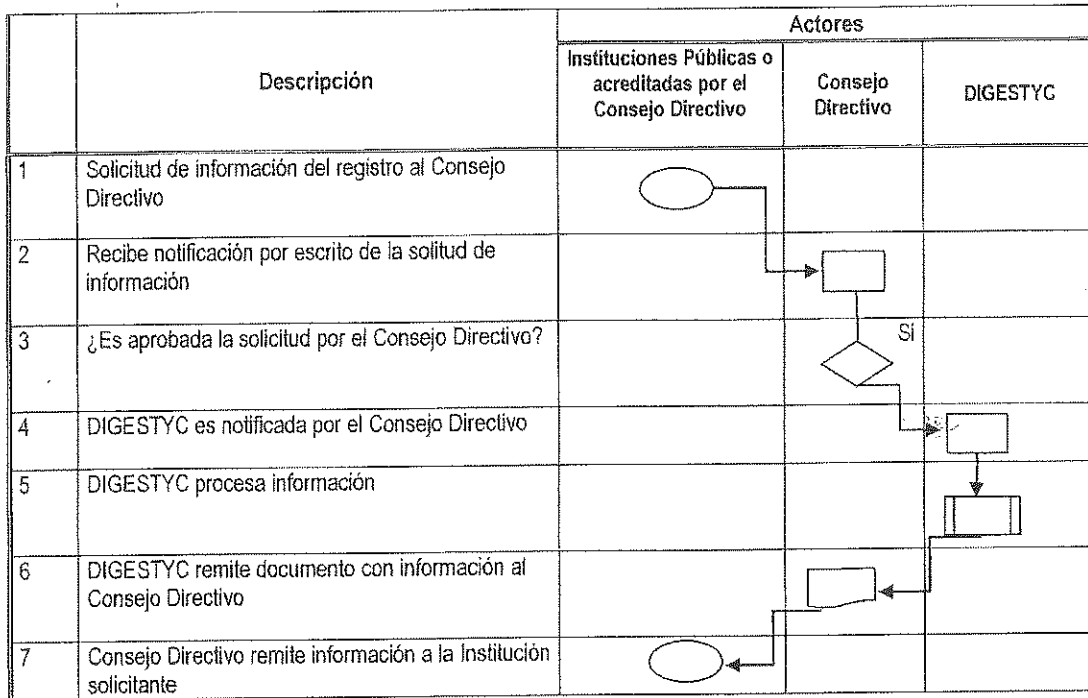 Actores
Descripción
Instituciones Públicas o
acreditadas por el
Consejo Directivo
Consejo
Directivo
DIGESTYC
1
Solicitud de información del registro al Consejo
Directivo
2
Recibe notificación por escrito de la solitud de
información
3
¿Es aprobada la solicitud por el Consejo Directivo?
Si
4
DIGESTYC es notificada por el Consejo Directivo
5
DIGESTYC procesa información
6
DIGESTYC remite documento con información al
Consejo Directivo
7
Consejo Directivo remite información a la Institución
solicitante